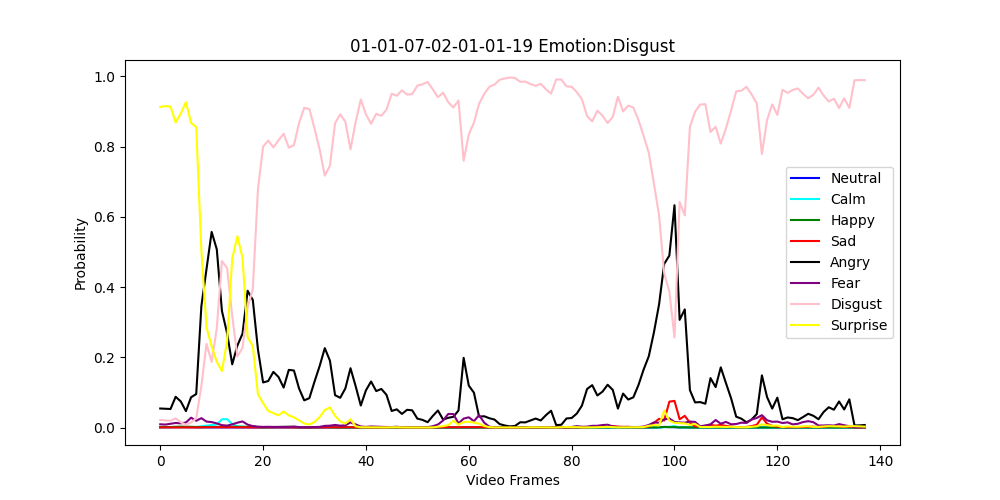 01-01-07-02-01-01-19 Emotion:Disgust
1.0
0.8
0.6
0.4
0.2
0.0
Probability
Neutral
Calm
Happy
Sad
Angry
Fear
Disgust
Surprise
0 20 40 60 80 100 120 140
Video Frames